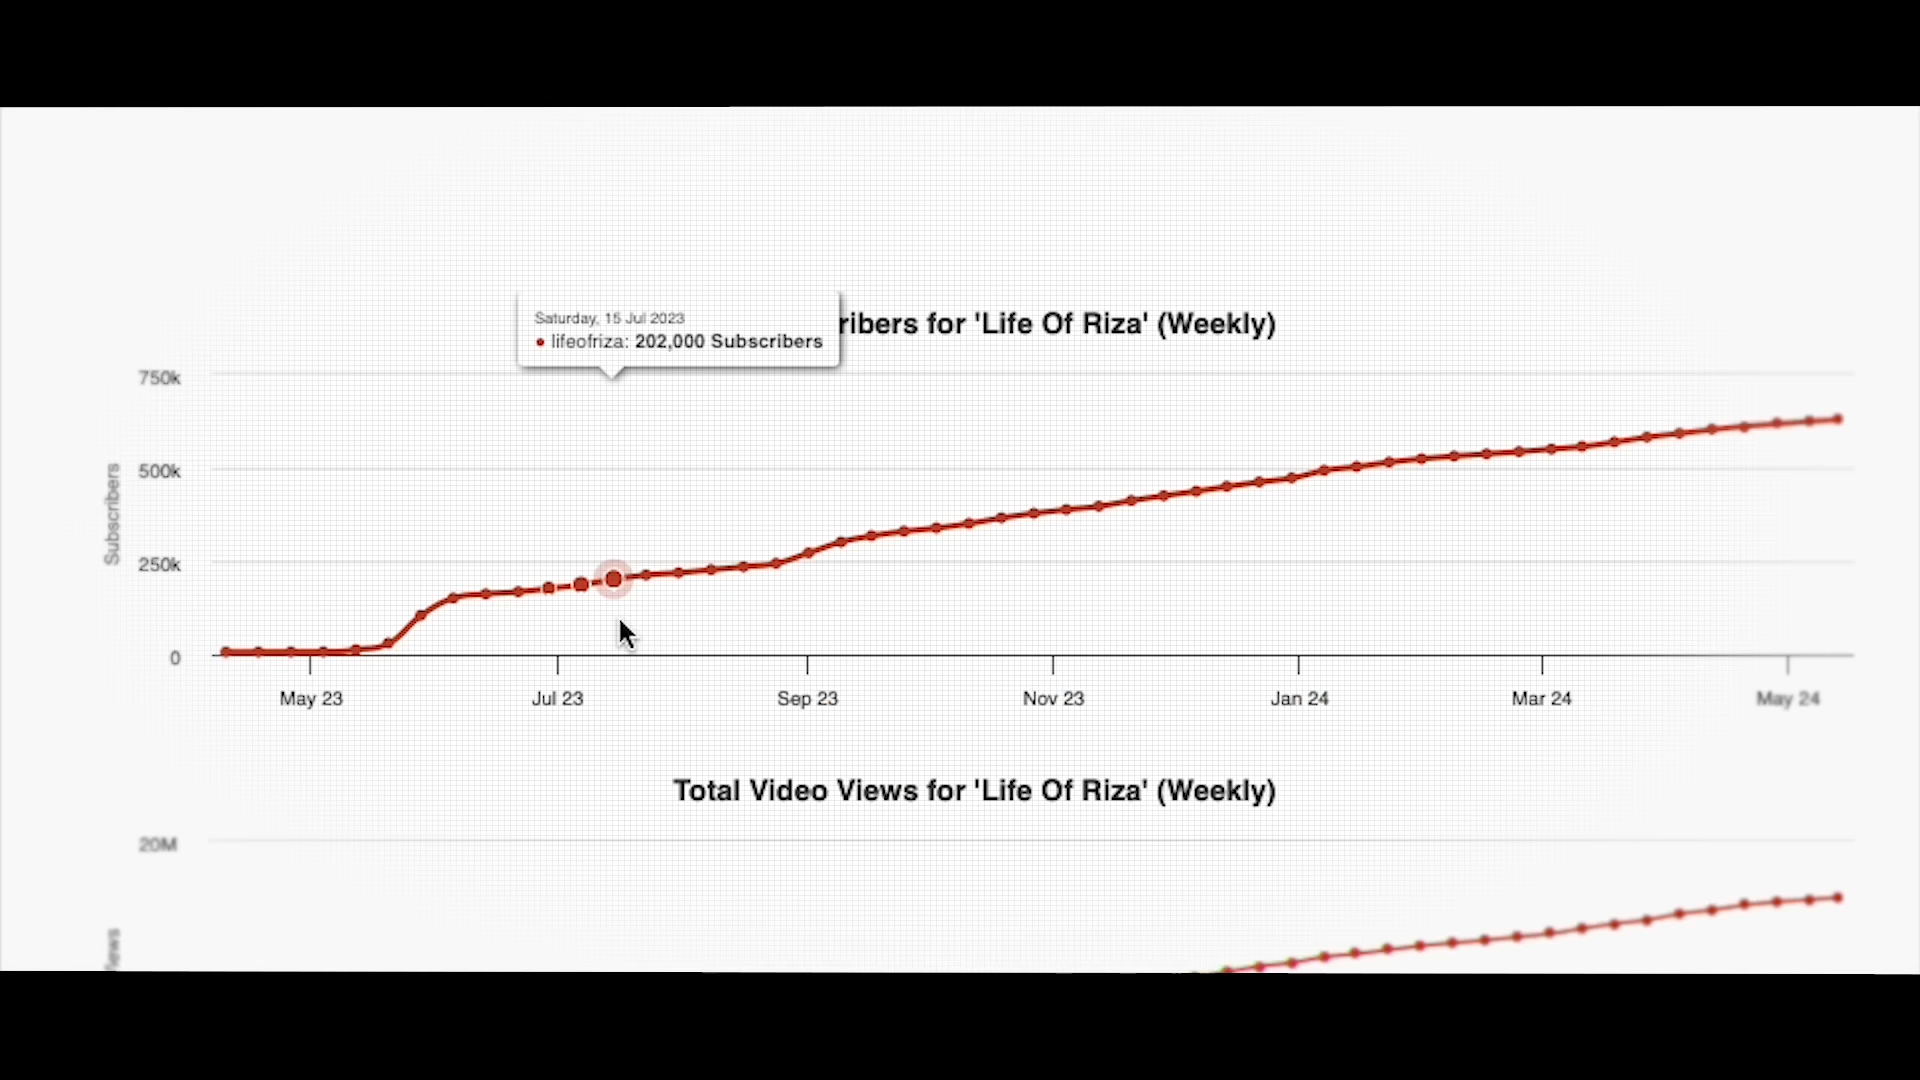 Saturday, 15 Jul 2023
● lifeofriza: 202,000 Subscribers
ribers for 'Life Of Riza' (Weekly)
750k
500k
250k
0
Subscribers
May 23
Jul 23
Sep 23
Nov 23
Jan 24
Mar 24
May 24
Total Video Views for 'Life Of Riza' (Weekly)
20M
iews